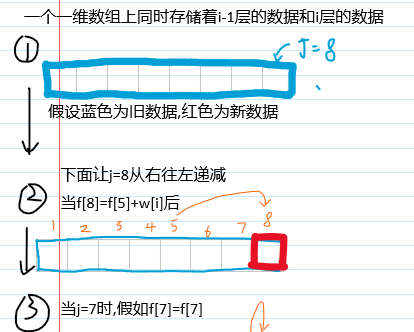 一个一维数组上同时存储着i-1层的数据和i层的数据
①
J=8
假设蓝色为旧数据,红色为新数据
下面让j=8从右往左递减
②
当f[8]=f[5]+w[i]后
1 2 3 4 5 6 7 8
③ 当j=7时,假如f[7]=f[7]